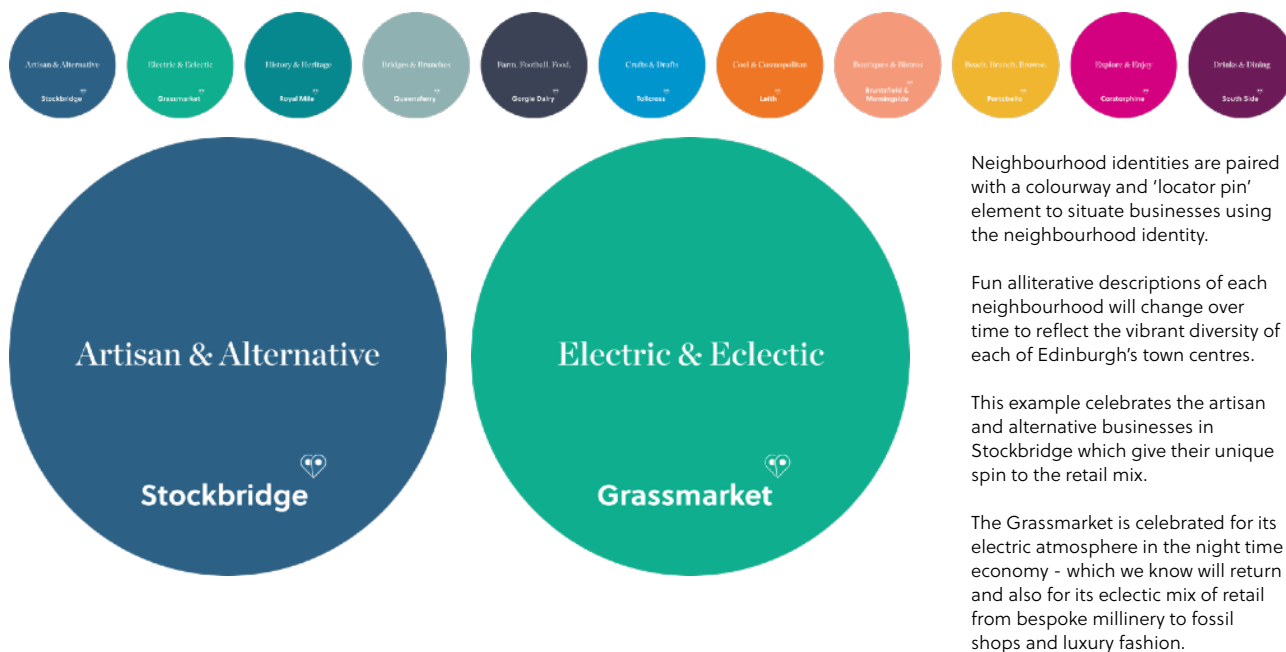 Artisan & Alternative
Stockbridge
Electric & Eclectic
Grassmarket
History & Heritage
Royal Mile
Bridges & Branches
Queensferry
Farm. Football. Food.
Gorgie Dalry
Crafts & Drafts
Tollcross
Cool & Cosmopolitan
Leith
Boutiques & Bistros
Bruntsfield &
Morningside
Beach. Brunch. Browse.
Portobello
Explore & Enjoy
Corstorphine
Drinks & Dining
South Side
Artisan & Alternative
Stockbridge
Electric & Eclectic
Grassmarket
Neighbourhood identities are paired
with a colourway and ‘locator pin’
element to situate businesses using
the neighbourhood identity.
Fun alliterative descriptions of each
neighbourhood will change over
time to reflect the vibrant diversity of
each of Edinburgh’s town centres.
This example celebrates the artisan
and alternative businesses in
Stockbridge which give their unique
spin to the retail mix.
The Grassmarket is celebrated for its
electric atmosphere in the night time
economy - which we know will return
and also for its eclectic mix of retail
from bespoke millinery to fossil
shops and luxury fashion.